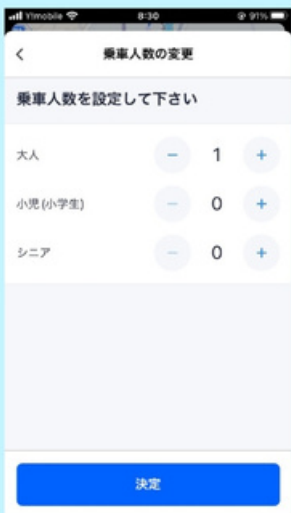 Y!mobile 8:30 91%
乗車人数の変更
乗車人数を設定して下さい
大人 − 1 +
小児(小学生) − 0 +
シニア − 0 +
決定